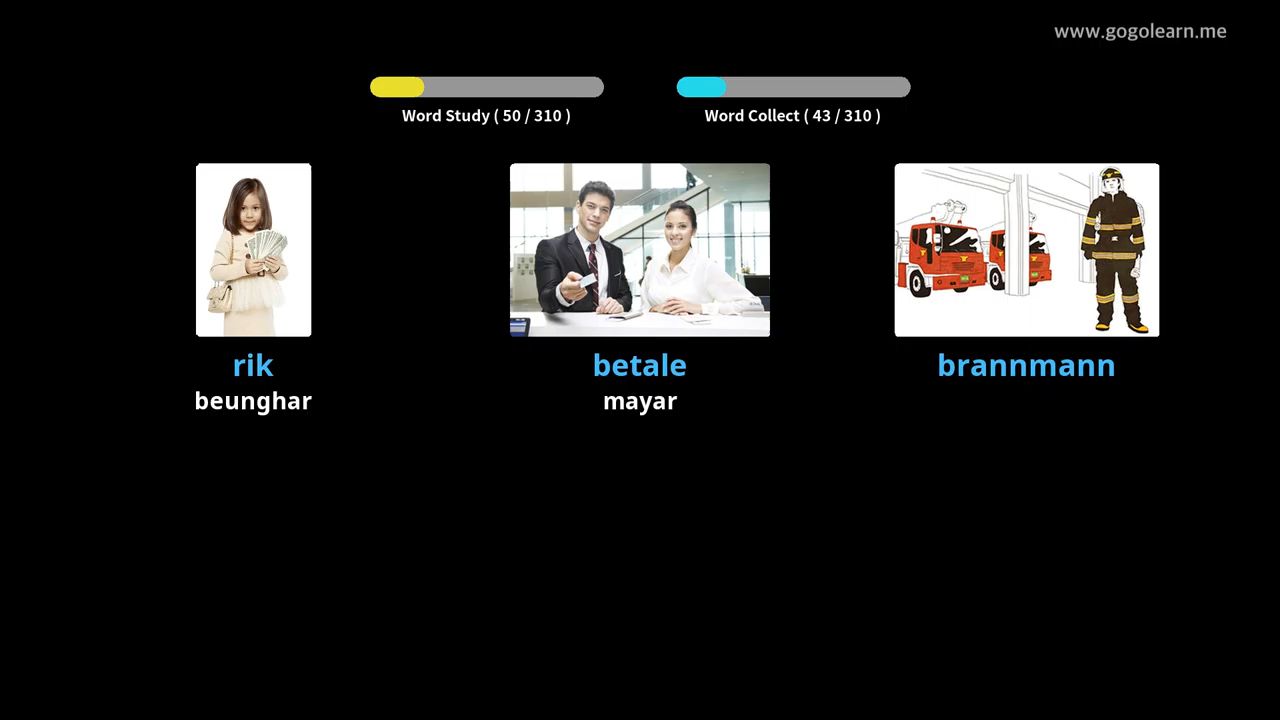 www.gogolearn.me
Word Study ( 50 / 310 )
Word Collect ( 43 / 310 )
rik
betale
brannmann
beunghar
mayar